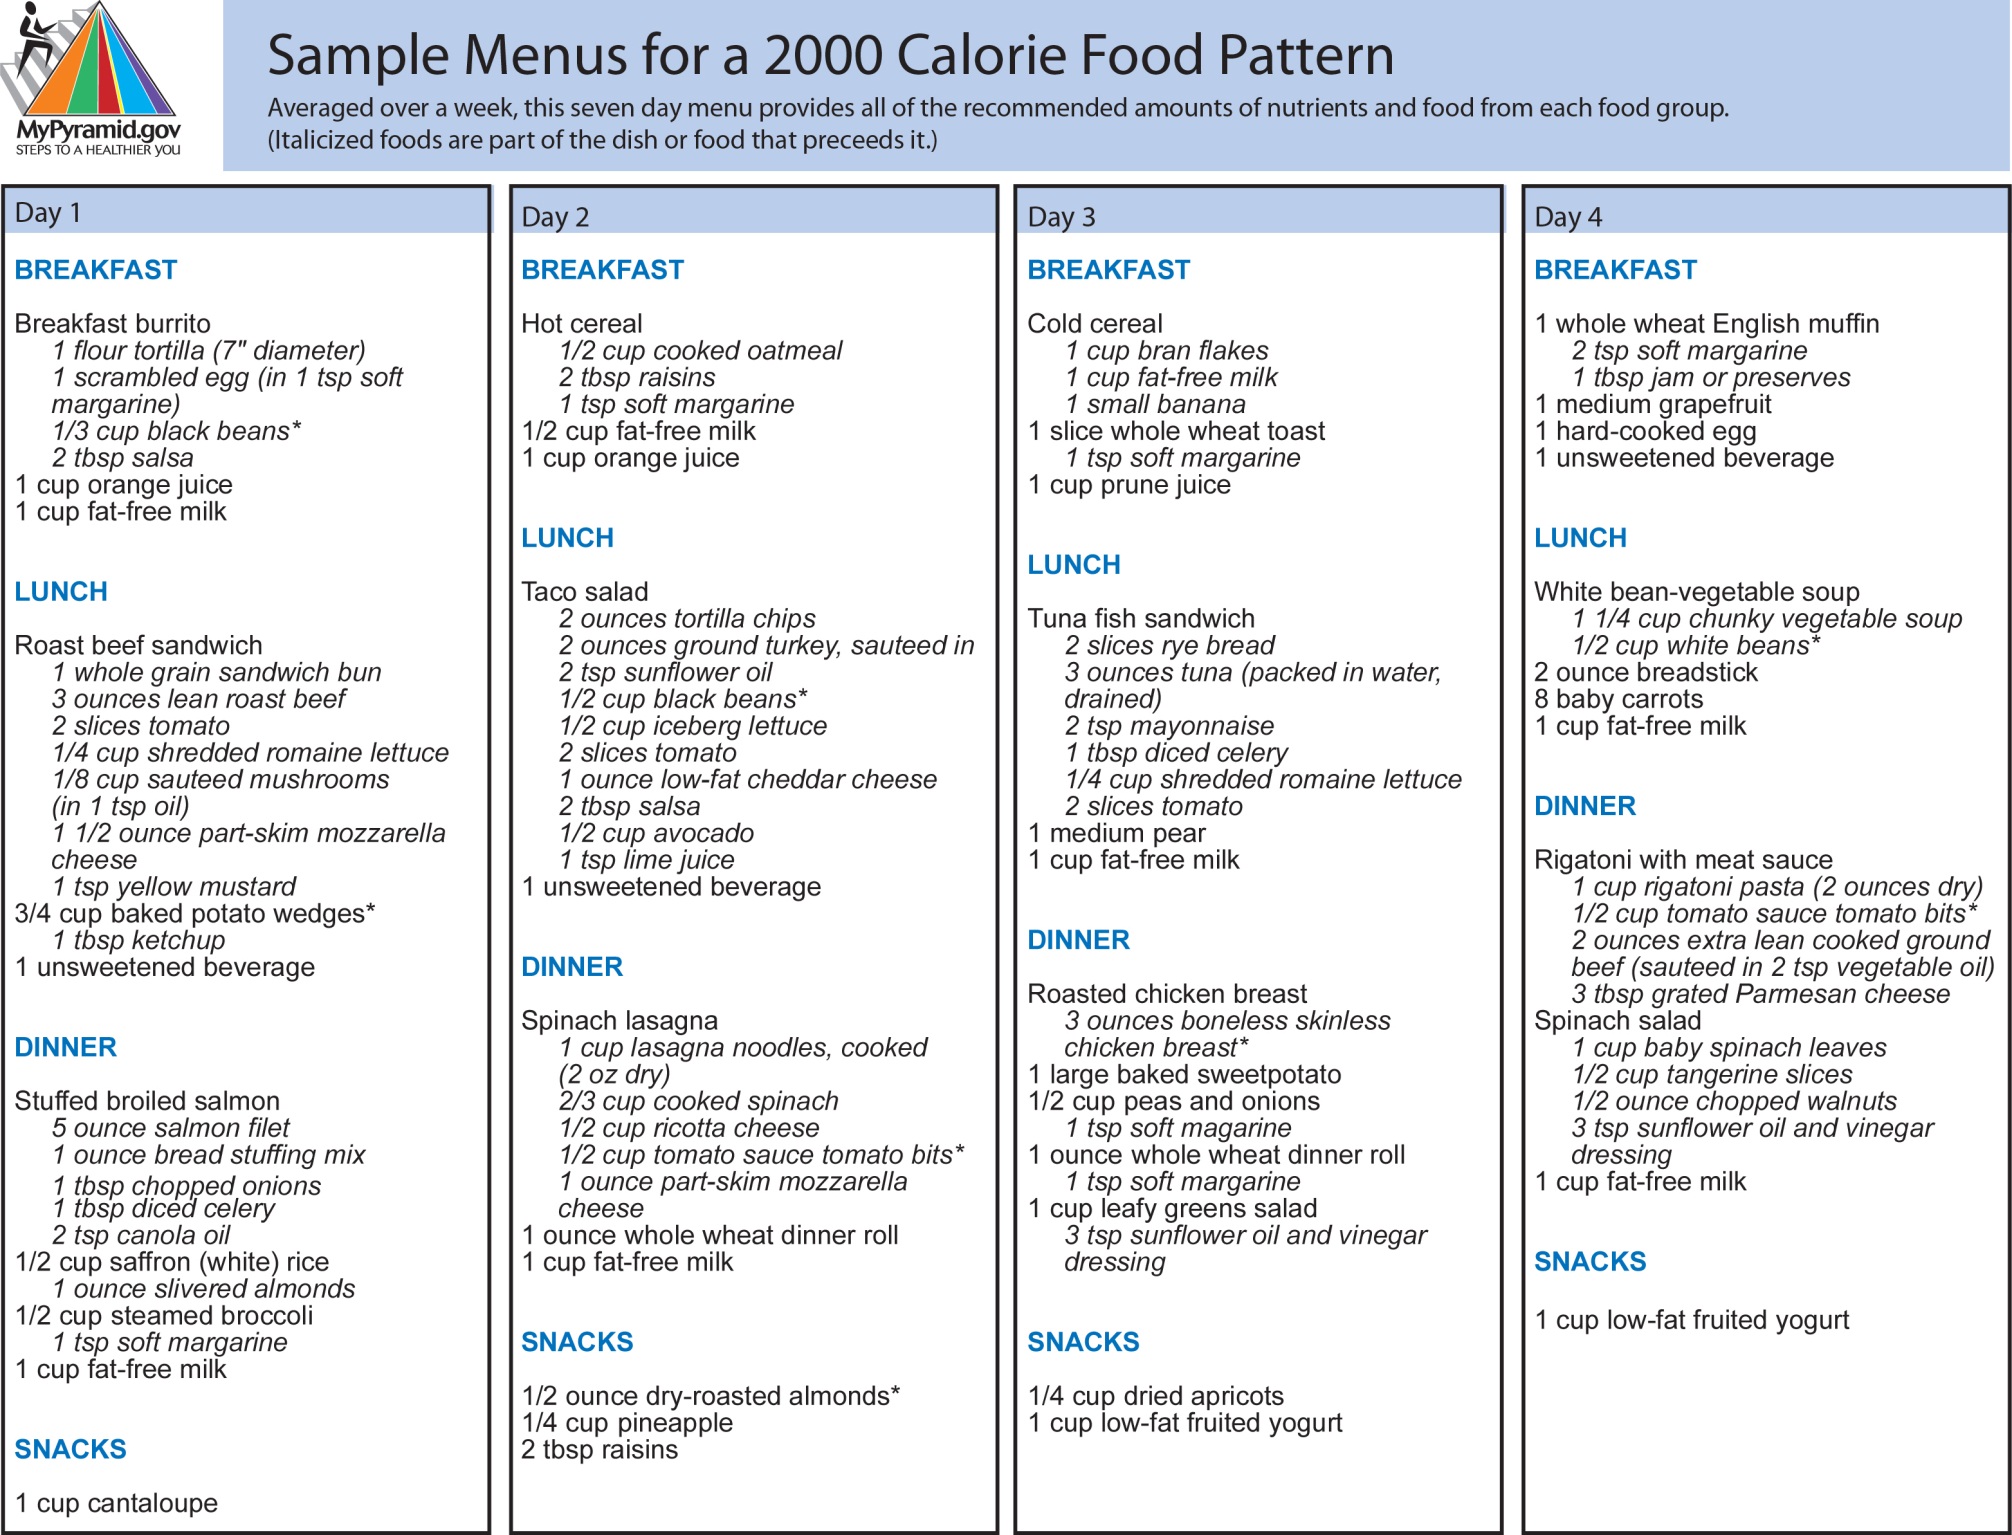 MyPyramid.gov
STEPS TO A HEALTHIER YOU
Sample Menus for a 2000 Calorie Food Pattern
Averaged over a week, this seven day menu provides all of the recommended amounts of nutrients and food from each food group.
(Italicized foods are part of the dish or food that preceeds it.)
Day 1
BREAKFAST
Breakfast burrito
1 flour tortilla (7" diameter)
1 scrambled egg (in 1 tsp soft
margarine)
1/3 cup black beans*
2 tbsp salsa
1 cup orange juice
1 cup fat-free milk
LUNCH
Roast beef sandwich
1 whole grain sandwich bun
3 ounces lean roast beef
2 slices tomato
1/4 cup shredded romaine lettuce
1/8 cup sauteed mushrooms
(in 1 tsp oil)
1 1/2 ounce part-skim mozzarella
cheese
1 tsp yellow mustard
3/4 cup baked potato wedges*
1 tbsp ketchup
1 unsweetened beverage
DINNER
Stuffed broiled salmon
5 ounce salmon filet
1 ounce bread stuffing mix
1 tbsp chopped onions
1 tbsp diced celery
2 tsp canola oil
1/2 cup saffron (white) rice
1 ounce slivered almonds
1/2 cup steamed broccoli
1 tsp soft margarine
1 cup fat-free milk
SNACKS
1 cup cantaloupe
Day 2
BREAKFAST
Hot cereal
1/2 cup cooked oatmeal
2 tbsp raisins
1 tsp soft margarine
1/2 cup fat-free milk
1 cup orange juice
LUNCH
Taco salad
2 ounces tortilla chips
2 ounces ground turkey, sauteed in
2 tsp sunflower oil
1/2 cup black beans*
1/2 cup iceberg lettuce
2 slices tomato
1 ounce low-fat cheddar cheese
2 tbsp salsa
1/2 cup avocado
1 tsp lime juice
1 unsweetened beverage
DINNER
Spinach lasagna
1 cup lasagna noodles, cooked
(2 oz dry)
2/3 cup cooked spinach
1/2 cup ricotta cheese
1/2 cup tomato sauce tomato bits*
1 ounce part-skim mozzarella
cheese
1 ounce whole wheat dinner roll
1 cup fat-free milk
SNACKS
1/2 ounce dry-roasted almonds*
1/4 cup pineapple
2 tbsp raisins
Day 3
BREAKFAST
Cold cereal
1 cup bran flakes
1 cup fat-free milk
1 small banana
1 slice whole wheat toast
1 tsp soft margarine
1 cup prune juice
LUNCH
Tuna fish sandwich
2 slices rye bread
3 ounces tuna (packed in water,
drained)
2 tsp mayonnaise
1 tbsp diced celery
1/4 cup shredded romaine lettuce
2 slices tomato
1 medium pear
1 cup fat-free milk
DINNER
Roasted chicken breast
3 ounces boneless skinless
chicken breast*
1 large baked sweetpotato
1/2 cup peas and onions
1 tsp soft magarine
1 ounce whole wheat dinner roll
1 tsp soft margarine
1 cup leafy greens salad
3 tsp sunflower oil and vinegar
dressing
SNACKS
1/4 cup dried apricots
1 cup low-fat fruited yogurt
Day 4
BREAKFAST
1 whole wheat English muffin
2 tsp soft margarine
1 tbsp jam or preserves
1 medium grapefruit
1 hard-cooked egg
1 unsweetened beverage
LUNCH
White bean-vegetable soup
1 1/4 cup chunky vegetable soup
1/2 cup white beans*
2 ounce breadstick
8 baby carrots
1 cup fat-free milk
DINNER
Rigatoni with meat sauce
1 cup rigatoni pasta (2 ounces dry)
1/2 cup tomato sauce tomato bits*
2 ounces extra lean cooked ground
beef (sauteed in 2 tsp vegetable oil)
3 tbsp grated Parmesan cheese
Spinach salad
1 cup baby spinach leaves
1/2 cup tangerine slices
1/2 ounce chopped walnuts
3 tsp sunflower oil and vinegar
dressing
1 cup fat-free milk
SNACKS
1 cup low-fat fruited yogurt